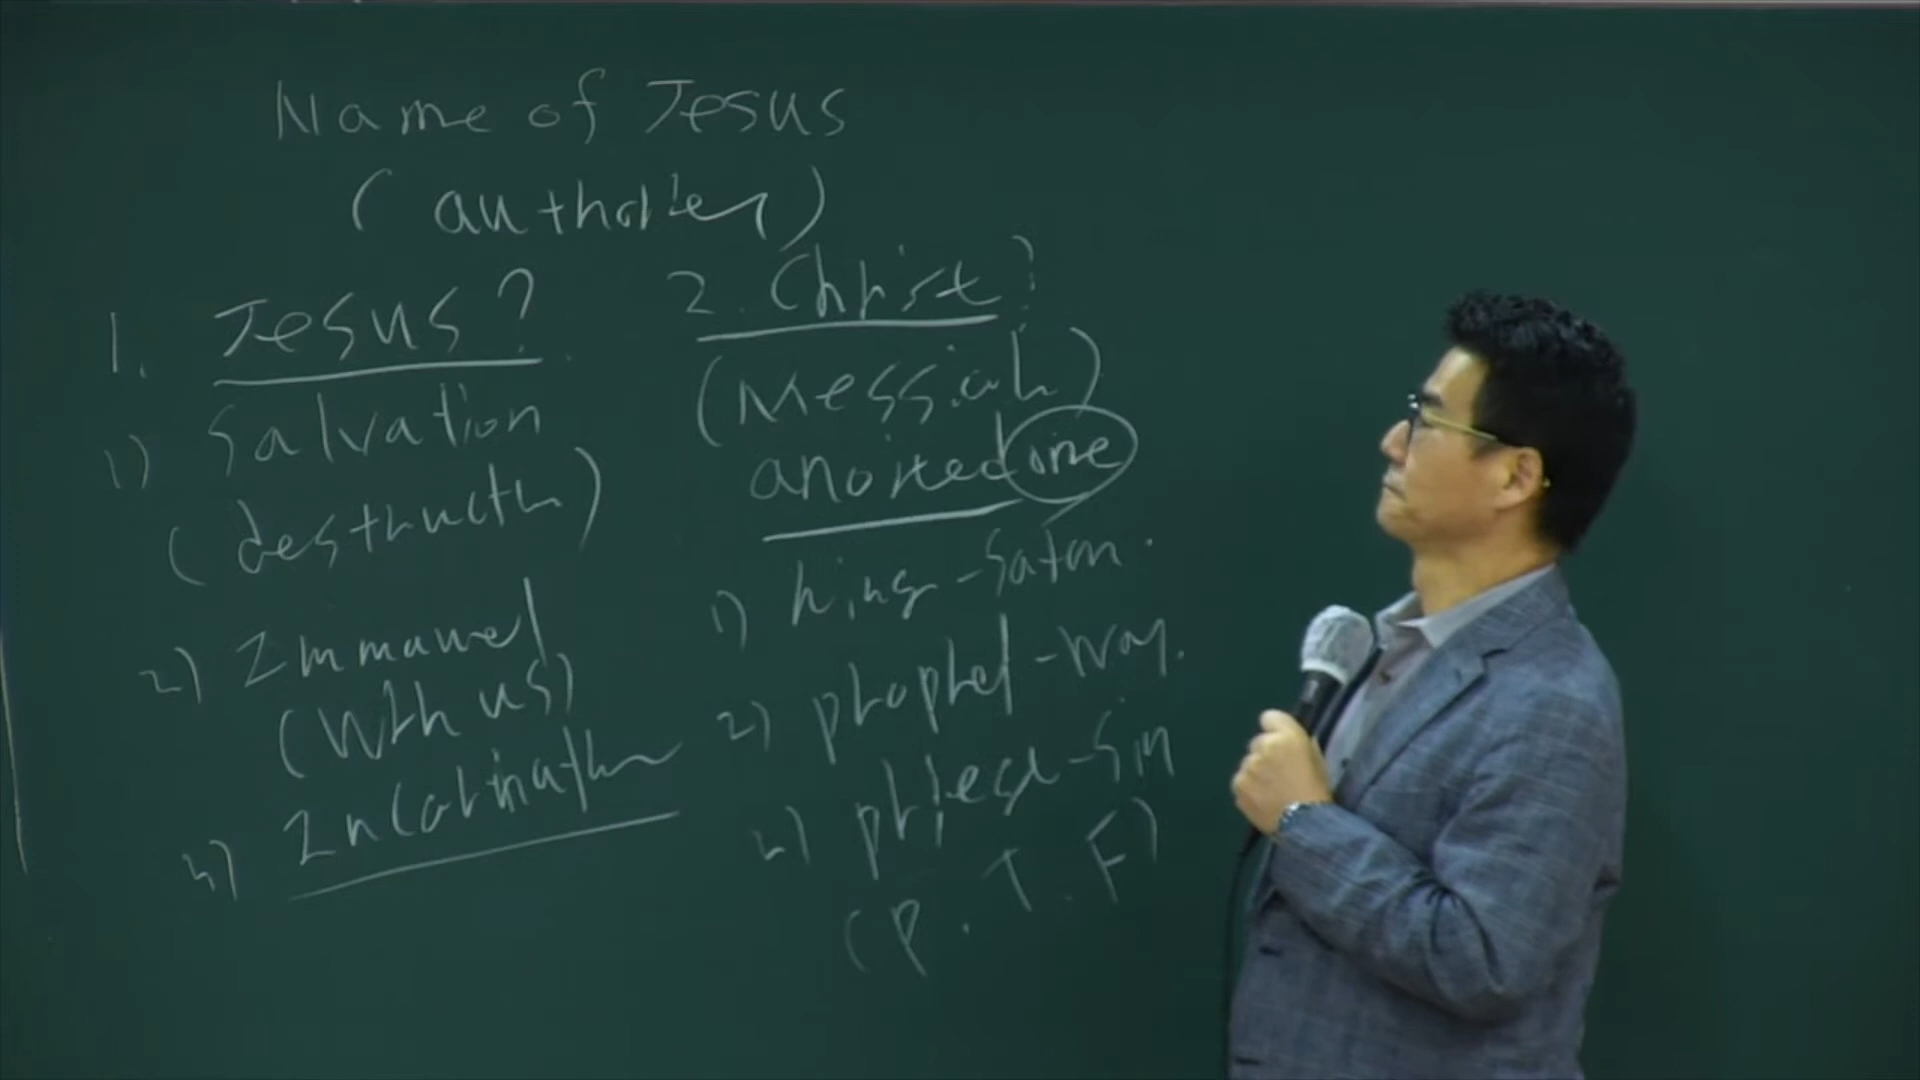 Name of Jesus
(authority)
1. Jesus?
1) Salvation
(destruction)
2) Immanuel
(With us)
3) Incarnation
2. Christ?
(Messiah)
anointed one
1) king - Satan.
2) prophet - way.
2) priest - Sin
(P. T. F)